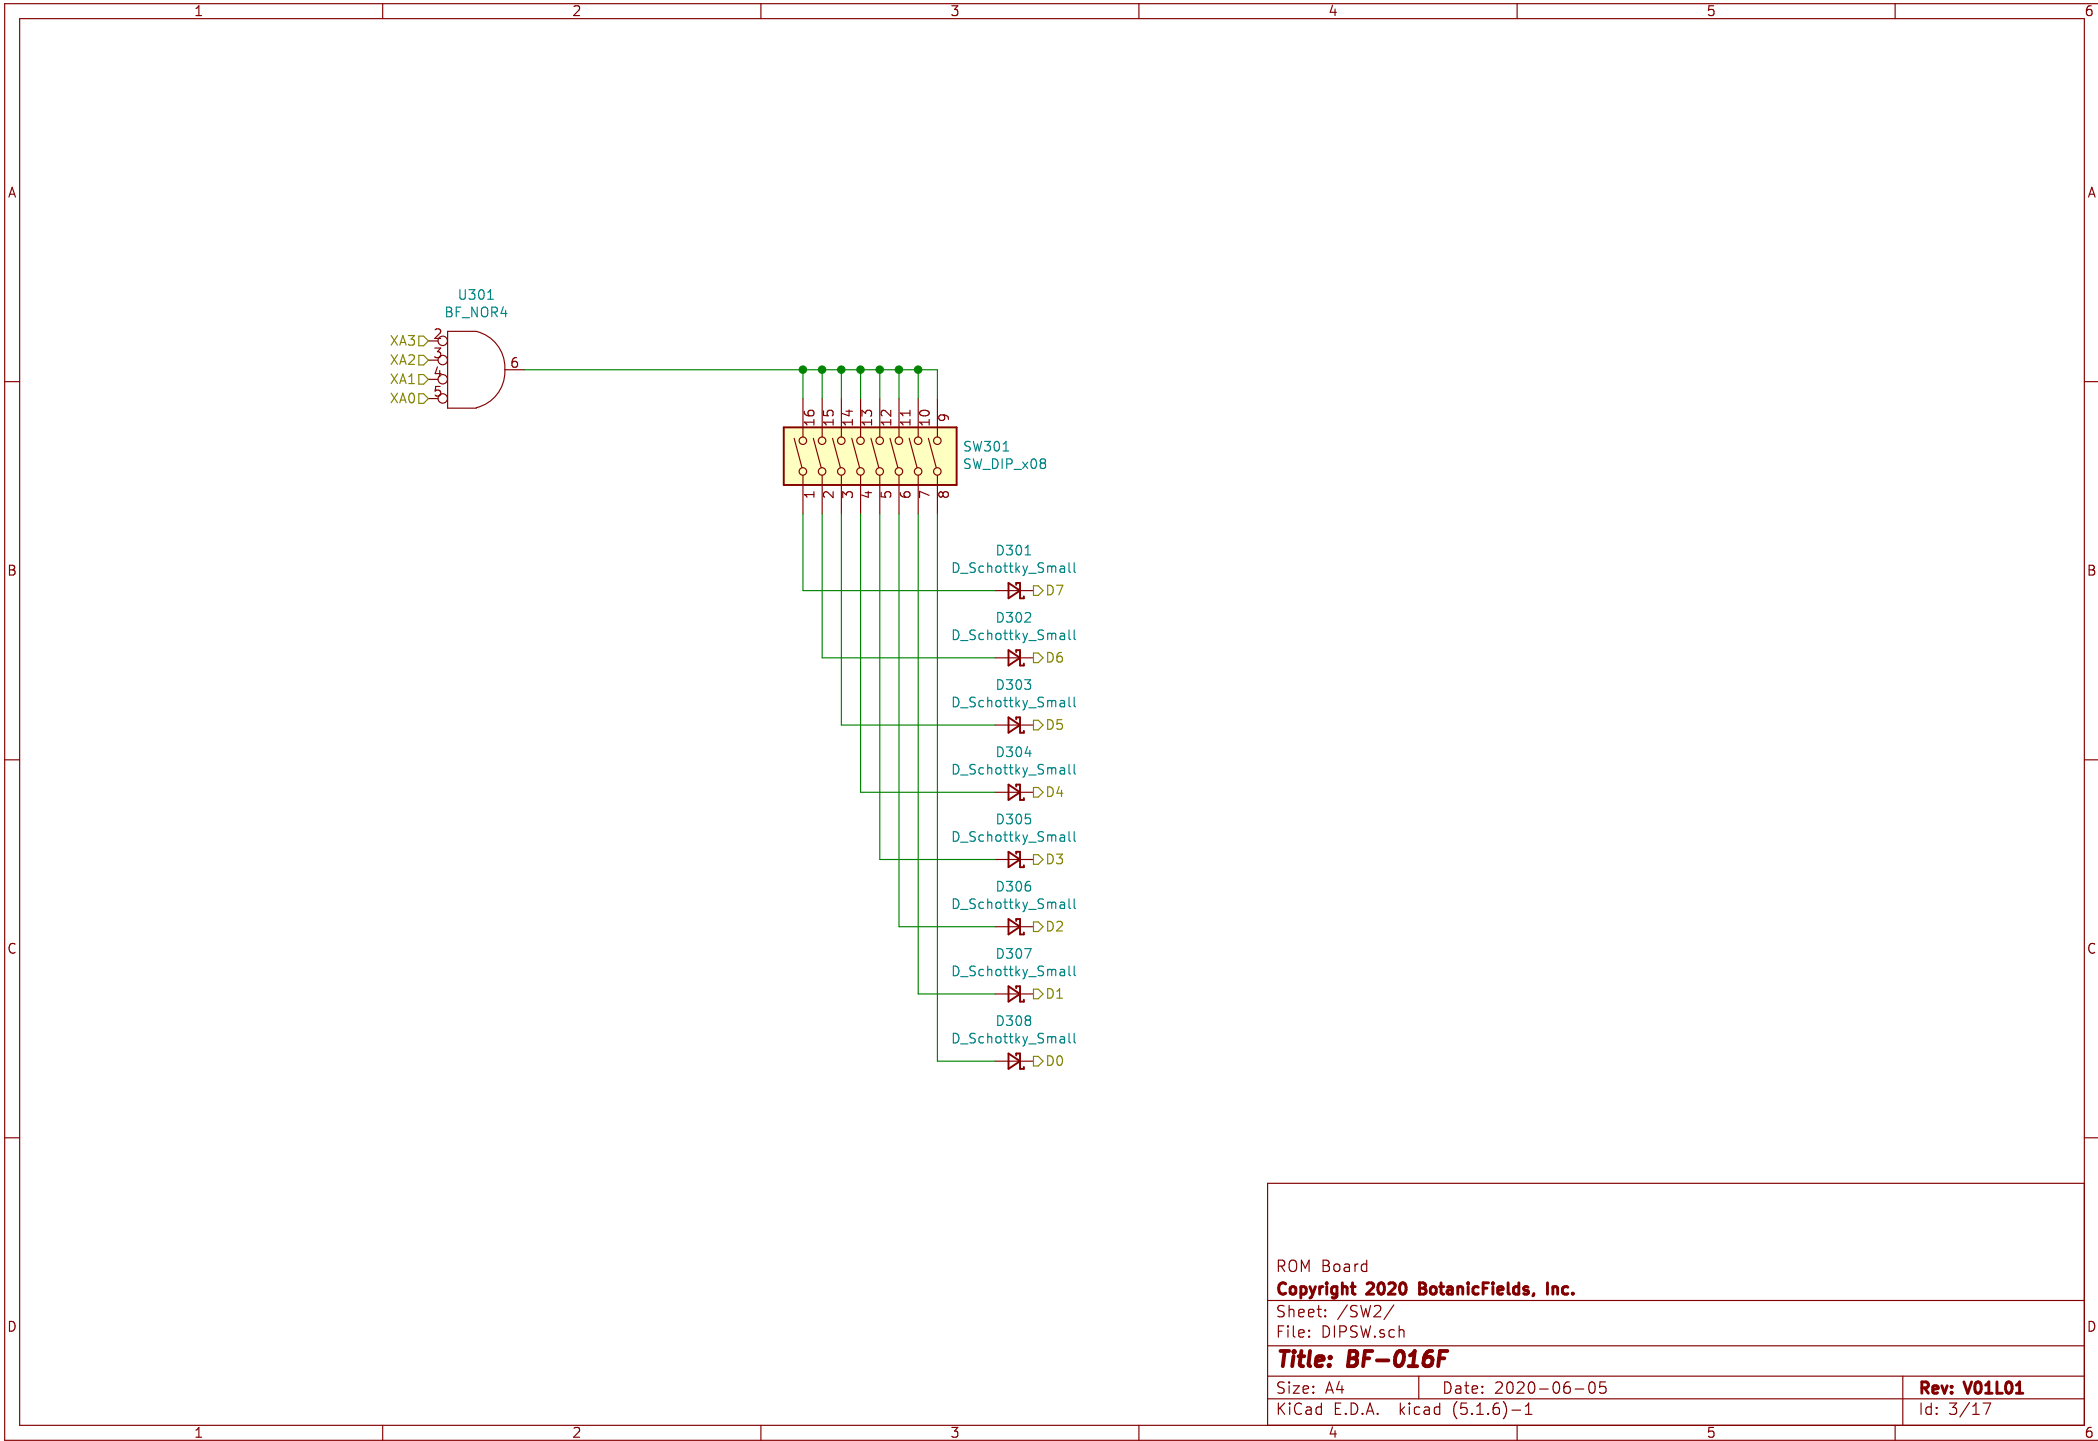 1 2 3 4 5 6
A A
U301
BF_NOR4
XA3 2
XA2 3
XA1 4
XA0 5
6
16 15 14 13 12 11 10 9
SW301
SW_DIP_x08
1 2 3 4 5 6 7 8
D301
D_Schottky_Small
B B
D7
D302
D_Schottky_Small
D6
D303
D_Schottky_Small
D5
D304
D_Schottky_Small
D4
D305
D_Schottky_Small
D3
D306
D_Schottky_Small
D2
C C
D307
D_Schottky_Small
D1
D308
D_Schottky_Small
D0
ROM Board
Copyright 2020 BotanicFields, Inc.
Sheet: /SW2/
D D
File: DIPSW.sch
Title: BF-016F
Size: A4 Date: 2020-06-05 Rev: V01L01
KiCad E.D.A. kicad (5.1.6)-1 Id: 3/17
1 2 3 4 5 6